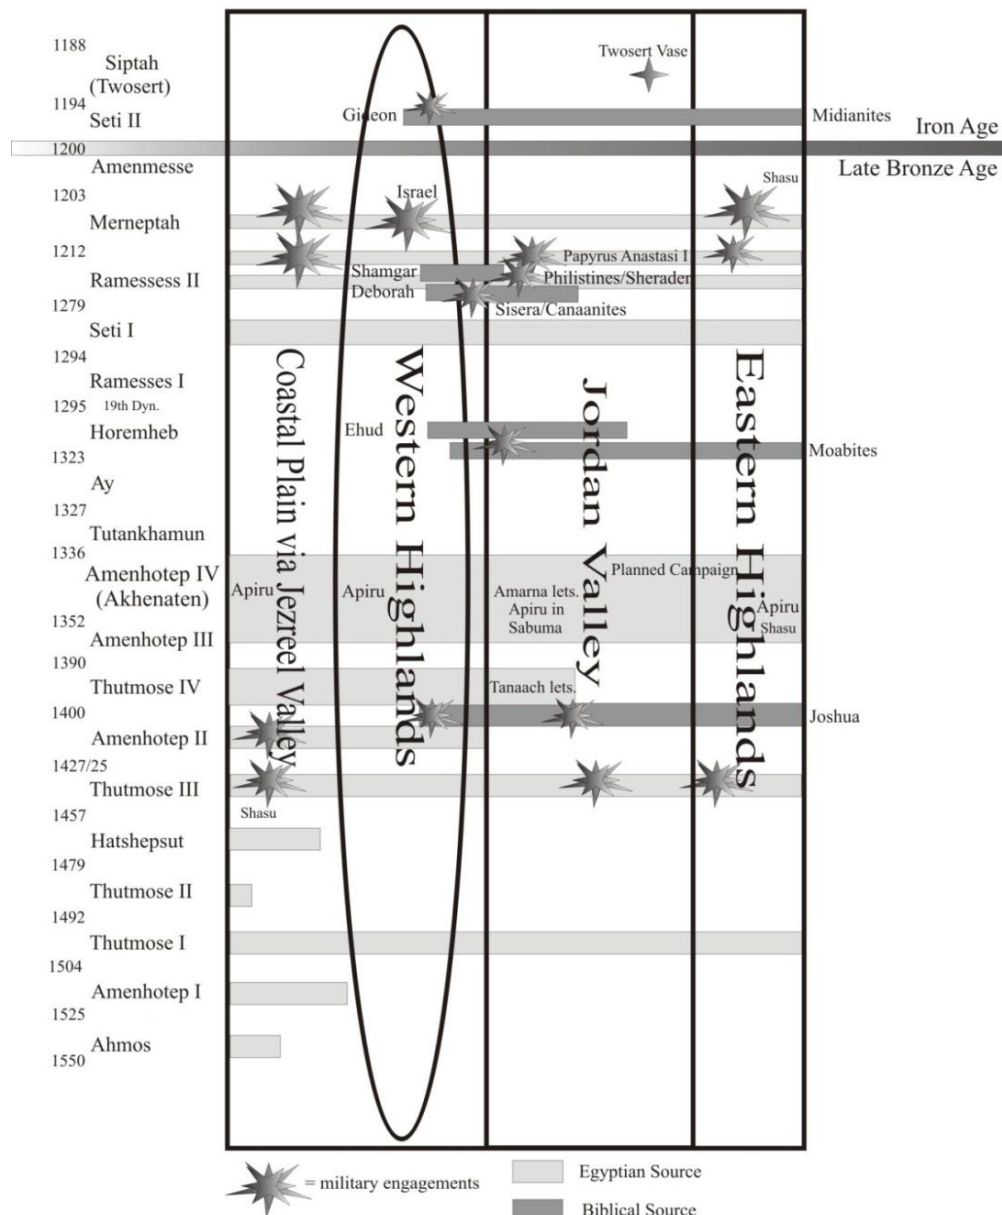 1188
Siptah
(Twosert)
Twosert Vase
1194
Seti II
Gideon
Midianites
Iron Age
1200
Amenmesse
Late Bronze Age
1203
Israel
Shasu
Merneptah
1212
Papyrus Anastasi I
Ramessess II
Shamgar
Philistines/Sheraden
Deborah
1279
Sisera/Canaanites
Seti I
1294
Ramesses I
1295
19th Dyn.
Horemheb
Ehud
1323
Moabites
Ay
1327
Tutankhamun
1336
Amenhotep IV
(Akhenaten)
Apiru
Apiru
Amarna lets.
Apiru in
Sabuma
Planned Campaign
Apiru
Shasu
1352
Amenhotep III
1390
Thutmose IV
Tanaach lets.
1400
Joshua
Amenhotep II
1427/25
Thutmose III
1457
Shasu
Hatshepsut
1479
Thutmose II
1492
Thutmose I
1504
Amenhotep I
1525
Ahmos
1550
Coastal Plain via Jezreel Valley
Western Highlands
Jordan Valley
Eastern Highlands
= military engagements
Egyptian Source
Biblical Source